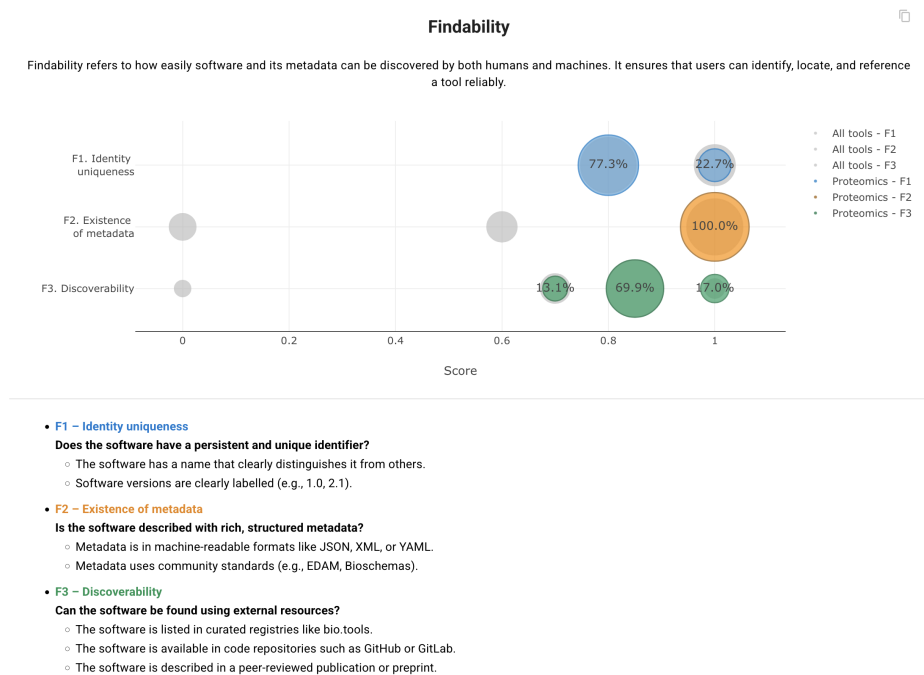 Findability
Findability refers to how easily software and its metadata can be discovered by both humans and machines. It ensures that users can identify, locate, and reference
a tool reliably.
F1. Identity
uniqueness
F2. Existence
of metadata
F3. Discoverability
77.3%
22.7%
100.0%
13.1%
69.9%
17.0%
0
0.2
0.4
0.6
0.8
1
Score
All tools - F1
All tools - F2
All tools - F3
Proteomics - F1
Proteomics - F2
Proteomics - F3
F1 – Identity uniqueness
Does the software have a persistent and unique identifier?
The software has a name that clearly distinguishes it from others.
Software versions are clearly labelled (e.g., 1.0, 2.1).
F2 – Existence of metadata
Is the software described with rich, structured metadata?
Metadata is in machine-readable formats like JSON, XML, or YAML.
Metadata uses community standards (e.g., EDAM, Bioschemas).
F3 – Discoverability
Can the software be found using external resources?
The software is listed in curated registries like bio.tools.
The software is available in code repositories such as GitHub or GitLab.
The software is described in a peer-reviewed publication or preprint.